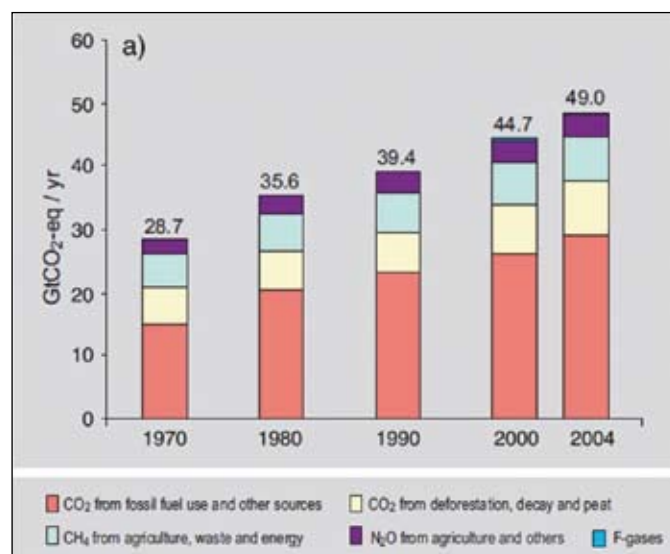 a)
60
50
40
30
20
10
0
GtCO₂-eq / yr
28.7
35.6
39.4
44.7
49.0
1970 1980 1990 2000 2004
CO₂ from fossil fuel use and other sources CO₂ from deforestation, decay and peat
CH₄ from agriculture, waste and energy N₂O from agriculture and others F-gases